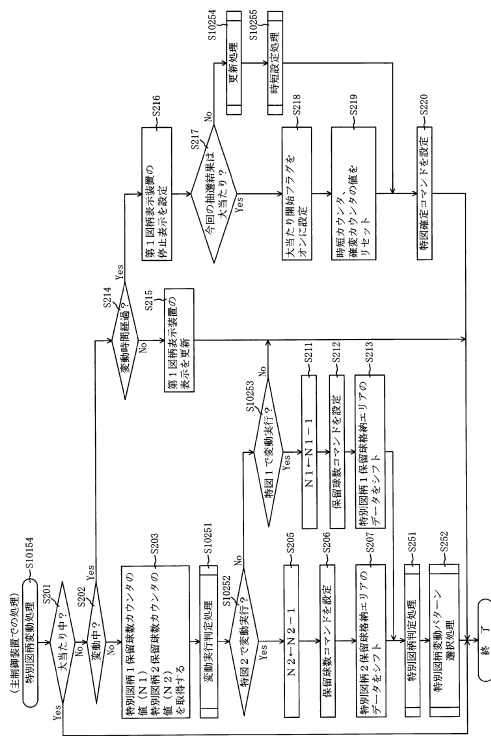 (主制御装置での処理)
特別図柄変動処理
S10154
大当たり中?
S201
Yes
No
変動中?
S202
Yes
No
特別図柄1保留球数カウンタの
値(N1)
特別図柄2保留球数カウンタの
値(N2)
を取得する
S203
変動実行判定処理
S10251
特図2で変動実行?
S10252
No
Yes
N2←N2-1
S205
保留球数コマンドを設定
S206
特別図柄2保留球格納エリアの
データをシフト
S207
特別図柄判定処理
S251
特別図柄変動パターン
選択処理
S252
終了
特図1で変動実行?
S10253
No
Yes
N1←N1-1
S211
保留球数コマンドを設定
S212
特別図柄1保留球格納エリアの
データをシフト
S213
変動時間経過?
S214
Yes
No
第1図柄表示装置の
表示を更新
S215
第1図柄表示装置の
停止表示を設定
S216
今回の抽選結果は
大当たり?
S217
No
Yes
大当たり開始フラグを
オンに設定
S218
時短カウンタ、
確変カウンタの値を
リセット
S219
特図確定コマンドを設定
S220
更新処理
S10254
時短設定処理
S10255